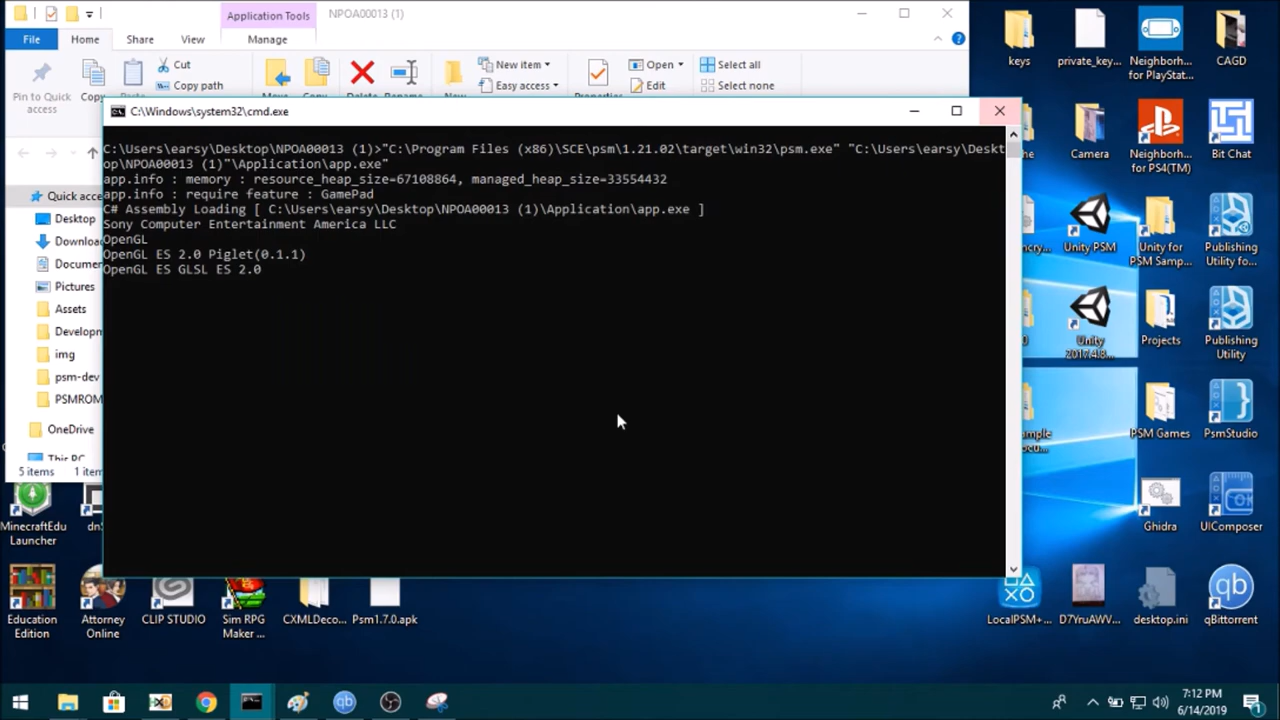 Application Tools
NPOA00013 (1)
File
Home
Share
View
Manage
Pin to Quick
access
Copy
Cut
Copy path
New item
Easy access
Open
Edit
Select all
Select none
C:\Windows\system32\cmd.exe
C:\Users\earsy\Desktop\NPOA00013 (1)>"C:\Program Files (x86)\SCE\psm\1.21.02\target\win32\psm.exe" "C:\Users\earsy\Deskt
op\NPOA00013 (1)"\Application\app.exe"
app.info : memory : resource_heap_size=67108864, managed_heap_size=33554432
app.info : require feature : GamePad
C# Assembly Loading [ C:\Users\earsy\Desktop\NPOA00013 (1)\Application\app.exe ]
Sony Computer Entertainment America LLC
OpenGL
OpenGL ES 2.0 Piglet(0.1.1)
OpenGL ES GLSL ES 2.0
Quick acce
Desktop
Downloa
Documen
Pictures
Assets
Developm
img
psm-dev
PSMROM
OneDrive
This PC
5 items
1 item
keys
private_key...
Neighborh...
for PlayStat...
CAGD
Camera
Neighborh...
for PS4(TM)
Bit Chat
Unity PSM
Unity for
PSM Samp...
Publishing
Utility fo...
Unity
2017.4.8...
Projects
Publishing
Utility
PSM Games
PsmStudio
Ghidra
UIComposer
MinecraftEdu
Launcher
Education
Edition
Attorney
Online
CLIP STUDIO
Sim RPG
Maker ...
CXMLDeco...
Psm1.7.0.apk
LocalPSM+...
D7YruAWV...
desktop.ini
qBittorrent
7:12 PM
6/14/2019